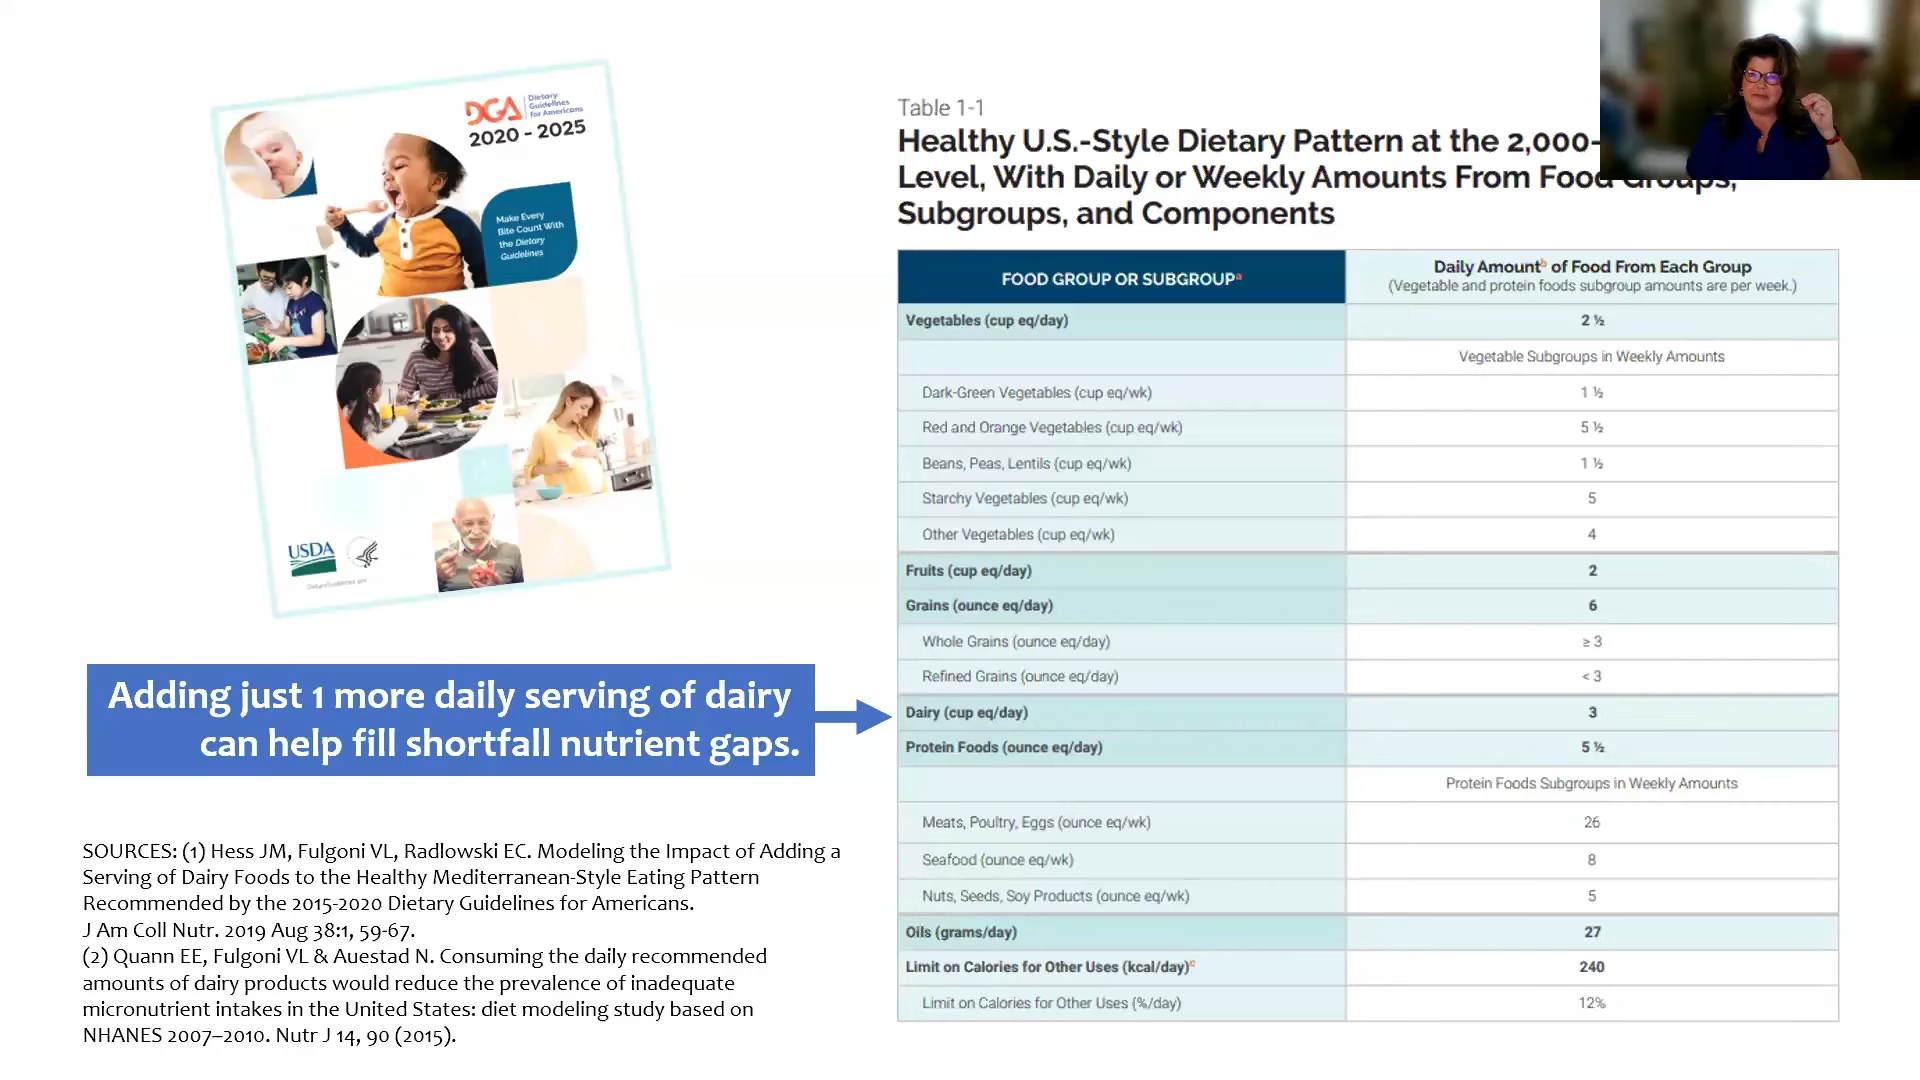 DGA
Dietary
Guidelines
for Americans
2020 - 2025
Make Every
Bite Count With
the Dietary
Guidelines
USDA
DietaryGuidelines.gov
Adding just 1 more daily serving of dairy
can help fill shortfall nutrient gaps.
SOURCES: (1) Hess JM, Fulgoni VL, Radlowski EC. Modeling the Impact of Adding a
Serving of Dairy Foods to the Healthy Mediterranean-Style Eating Pattern
Recommended by the 2015-2020 Dietary Guidelines for Americans.
J Am Coll Nutr. 2019 Aug 38:1, 59-67.
(2) Quann EE, Fulgoni VL & Auestad N. Consuming the daily recommended
amounts of dairy products would reduce the prevalence of inadequate
micronutrient intakes in the United States: diet modeling study based on
NHANES 2007–2010. Nutr J 14, 90 (2015).
Table 1-1
Healthy U.S.-Style Dietary Pattern at the 2,000-
Level, With Daily or Weekly Amounts From Food Groups,
Subgroups, and Components
FOOD GROUP OR SUBGROUPᵃ
Daily Amountᵇ of Food From Each Group
(Vegetable and protein foods subgroup amounts are per week.)
Vegetables (cup eq/day) 2 ½
Vegetable Subgroups in Weekly Amounts
Dark-Green Vegetables (cup eq/wk) 1 ½
Red and Orange Vegetables (cup eq/wk) 5 ½
Beans, Peas, Lentils (cup eq/wk) 1 ½
Starchy Vegetables (cup eq/wk) 5
Other Vegetables (cup eq/wk) 4
Fruits (cup eq/day) 2
Grains (ounce eq/day) 6
Whole Grains (ounce eq/day) ≥ 3
Refined Grains (ounce eq/day) < 3
Dairy (cup eq/day) 3
Protein Foods (ounce eq/day) 5 ½
Protein Foods Subgroups in Weekly Amounts
Meats, Poultry, Eggs (ounce eq/wk) 26
Seafood (ounce eq/wk) 8
Nuts, Seeds, Soy Products (ounce eq/wk) 5
Oils (grams/day) 27
Limit on Calories for Other Uses (kcal/day)ᶜ 240
Limit on Calories for Other Uses (%/day) 12%